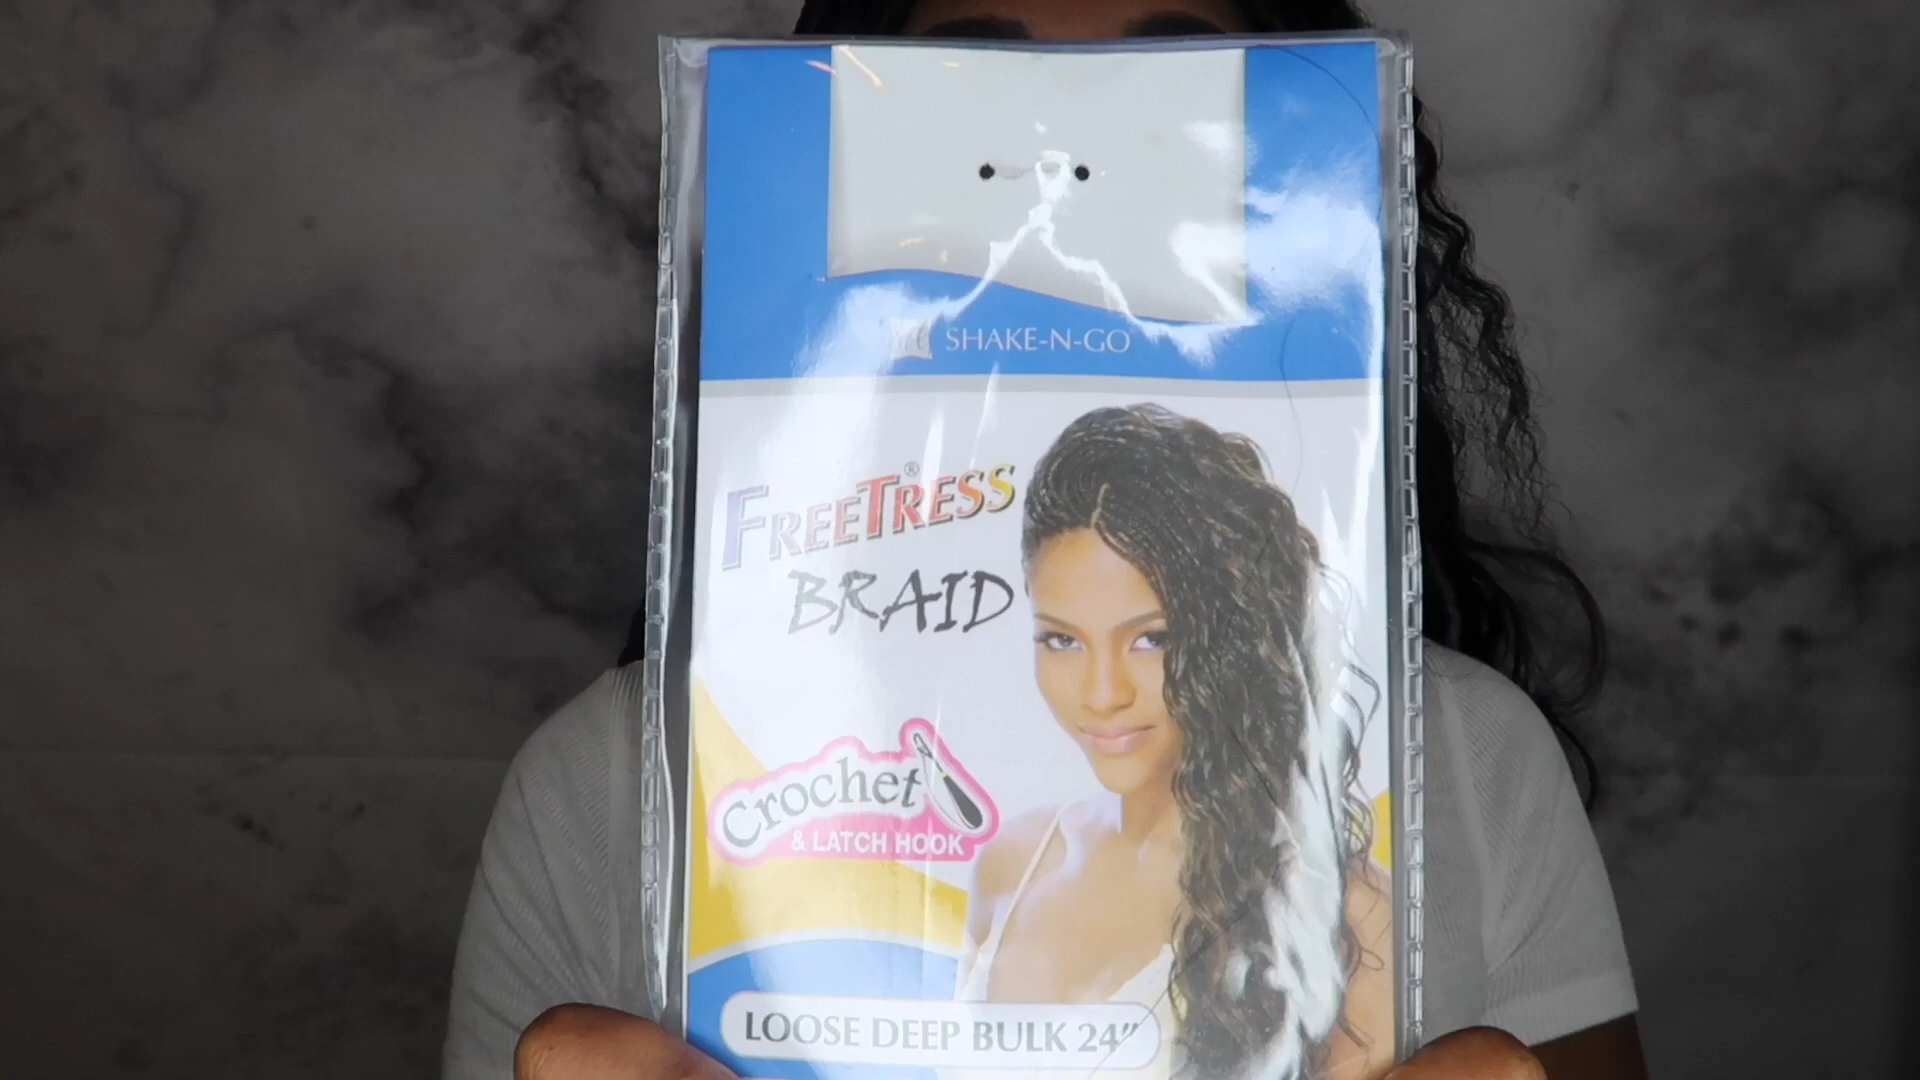 SHAKE-N-GO
FREETRESS®
BRAID
Crochet
& LATCH HOOK
LOOSE DEEP BULK 24"